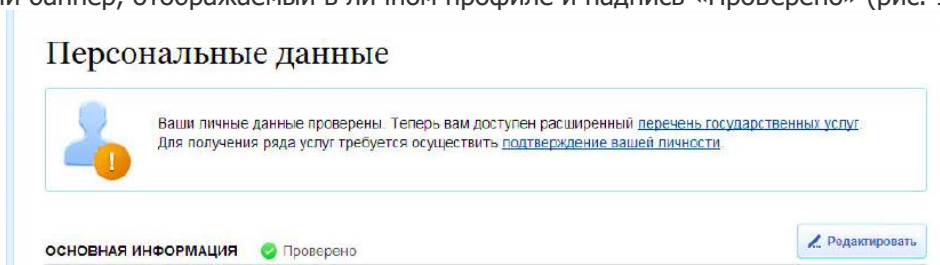 й баннер, отображаемый в личном профиле и надпись «Проверено» (рис.
Персональные данные
Ваши личные данные проверены. Теперь вам доступен расширенный перечень государственных услуг.
Для получения ряда услуг требуется осуществить подтверждение вашей личности.
ОСНОВНАЯ ИНФОРМАЦИЯ Проверено Редактировать